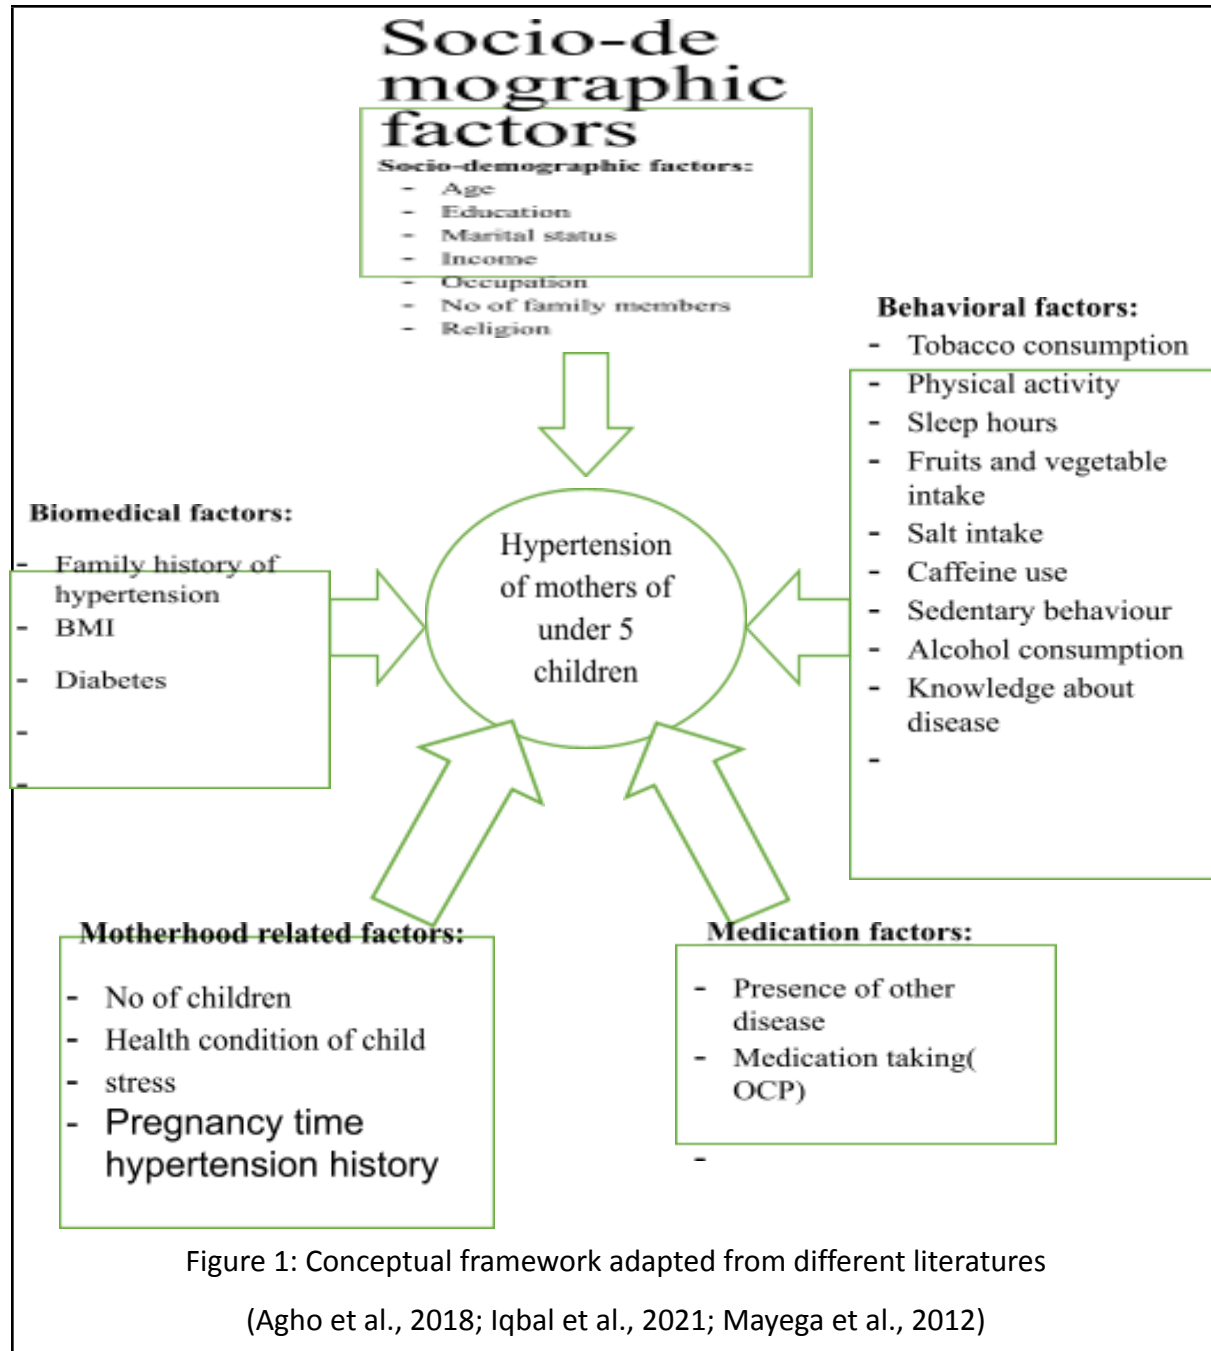 Socio-de
mographic
factors
Socio-demographic factors:
- Age
- Education
- Marital status
- Income
- Occupation
- No of family members
- Religion
Behavioral factors:
- Tobacco consumption
- Physical activity
- Sleep hours
- Fruits and vegetable
intake
- Salt intake
- Caffeine use
- Sedentary behaviour
- Alcohol consumption
- Knowledge about
disease
-
Biomedical factors:
- Family history of
hypertension
- BMI
- Diabetes
-
-
Hypertension
of mothers of
under 5
children
Motherhood related factors:
- No of children
- Health condition of child
- stress
- Pregnancy time
hypertension history
Medication factors:
- Presence of other
disease
- Medication taking(
OCP)
-
Figure 1: Conceptual framework adapted from different literatures
(Agho et al., 2018; Iqbal et al., 2021; Mayega et al., 2012)